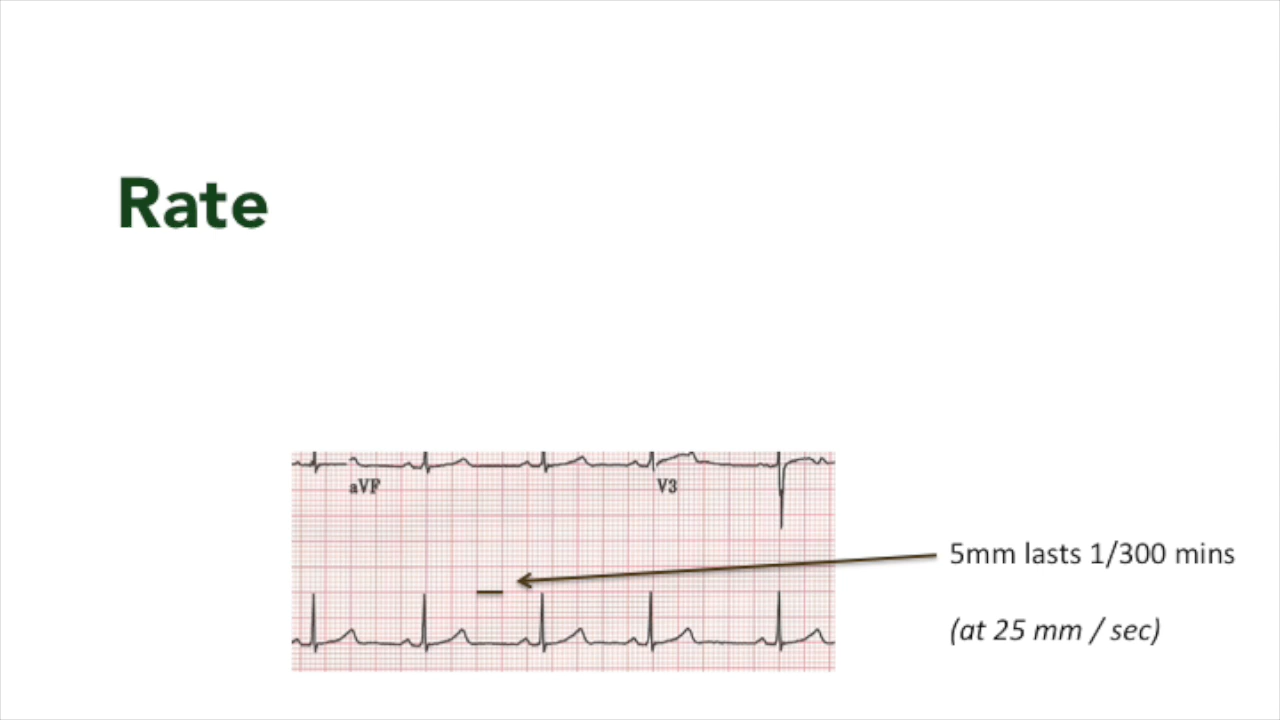 Rate
aVF
V3
5mm lasts 1/300 mins
(at 25 mm / sec)